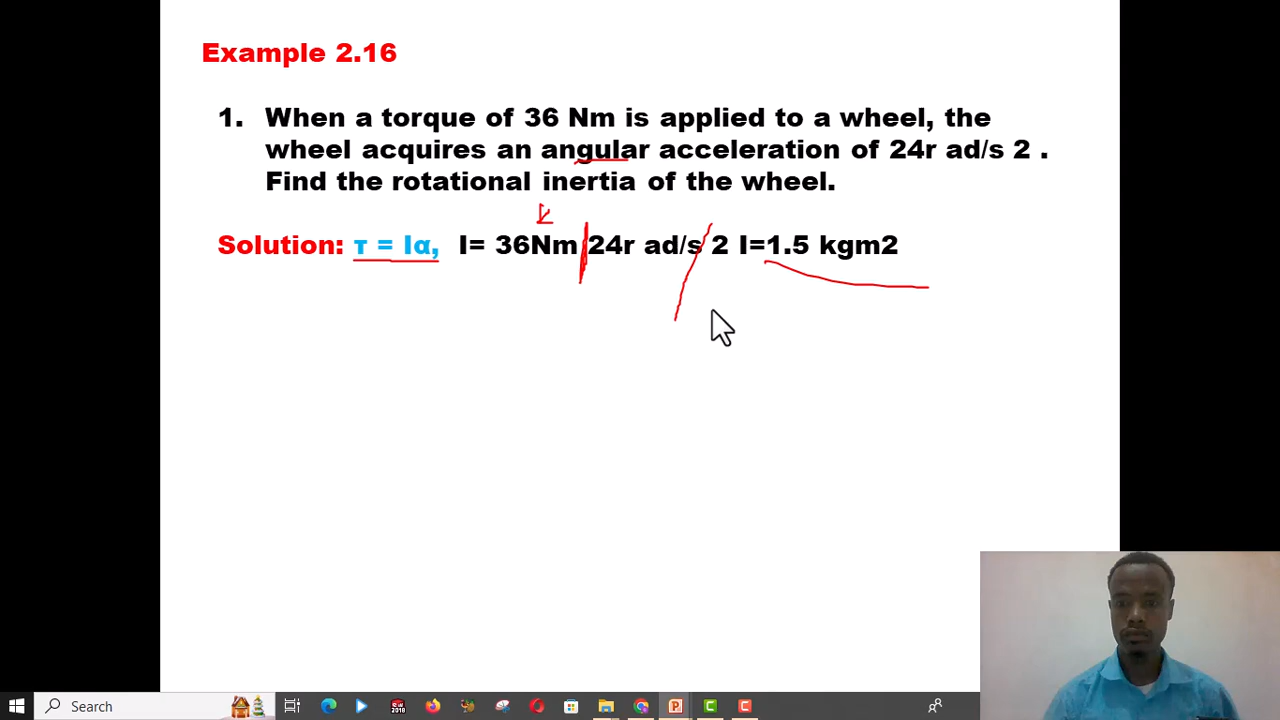 Example 2.16
1. When a torque of 36 Nm is applied to a wheel, the
wheel acquires an angular acceleration of 24r ad/s 2 .
Find the rotational inertia of the wheel.
Solution: τ = Iα, I= 36Nm 24r ad/s 2 I=1.5 kgm2
Search